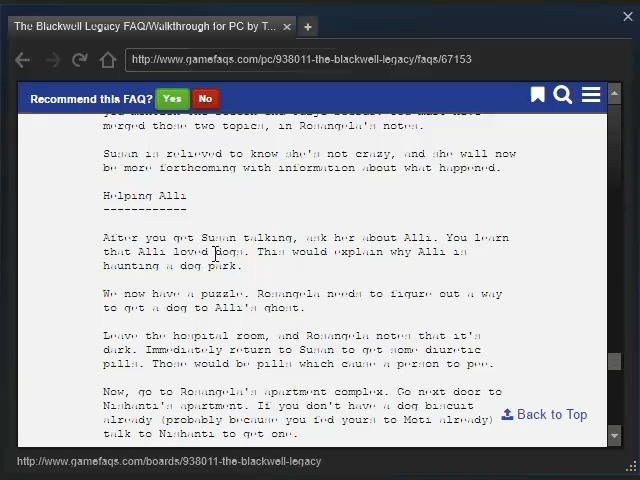 The Blackwell Legacy FAQ/Walkthrough for PC by T...
http://www.gamefaqs.com/pc/938011-the-blackwell-legacy/faqs/67153
Recommend this FAQ? Yes No
merged those two topics, in Rosangela's notes.
Susan is relieved to know she's not crazy, and she will now
be more forthcoming with information about what happened.
Helping Alli
------------
After you get Susan talking, ask her about Alli. You learn
that Alli loved dogs. This would explain why Alli is
haunting a dog park.
We now have a puzzle. Rosangela needs to figure out a way
to get a dog to Alli's ghost.
Leave the hospital room, and Rosangela notes that it's
dark. Immediately return to Susan to get some diuretic
pills. Those would be pills which cause a person to pee.
Now, go to Rosangela's apartment complex. Go next door to
Nishanti's apartment. If you don't have a dog biscuit
already (probably because you fed yours to Moti already)
talk to Nishanti to get one.
Back to Top
http://www.gamefaqs.com/boards/938011-the-blackwell-legacy